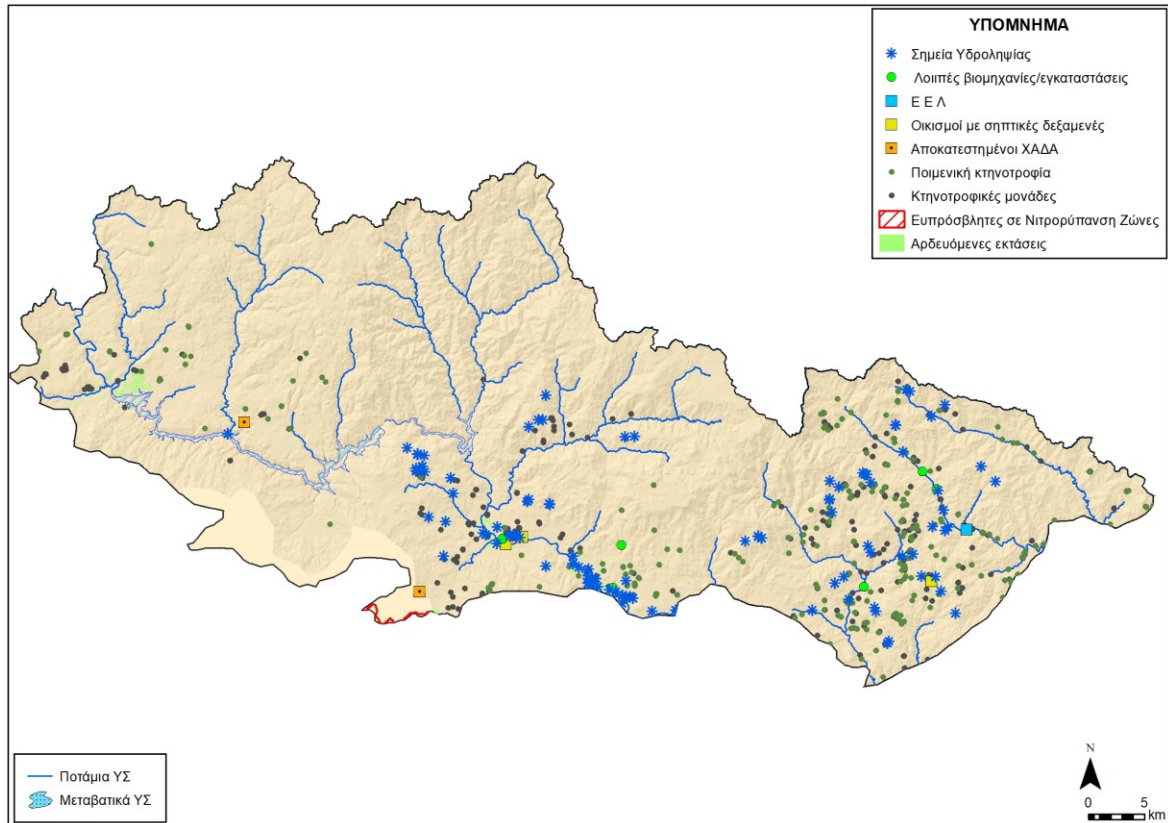 ΥΠΟΜΝΗΜΑ
Σημεία Υδροληψίας
Λοιπές βιομηχανίες/εγκαταστάσεις
Ε Ε Λ
Οικισμοί με σηπτικές δεξαμενές
Αποκατεστημένοι ΧΑΔΑ
Ποιμενική κτηνοτροφία
Κτηνοτροφικές μονάδες
Ευπρόσβλητες σε Νιτρορύπανση Ζώνες
Αρδευόμενες εκτάσεις
Ποτάμια ΥΣ
Μεταβατικά ΥΣ
N
0 5
km